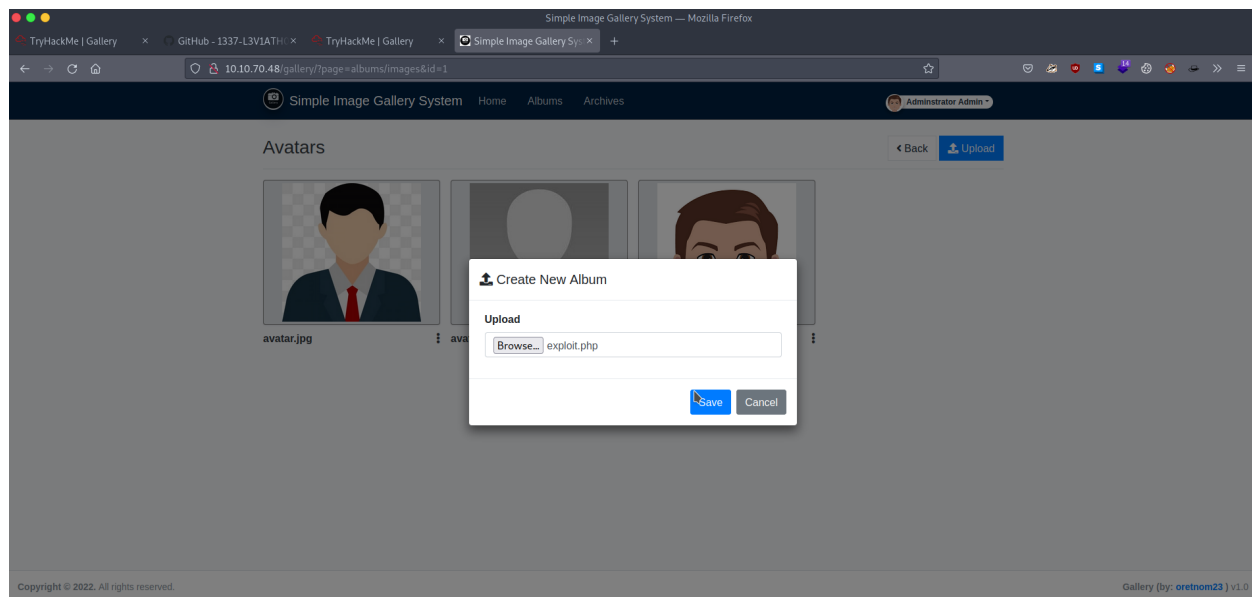 Simple Image Gallery System — Mozilla Firefox
TryHackMe | Gallery × GitHub - 1337-L3V1ATH × TryHackMe | Gallery × Simple Image Gallery Sys × +
10.10.70.48/gallery/?page=albums/images&id=1
14
Simple Image Gallery System Home Albums Archives Adminstrator Admin
Avatars Back Upload
Create New Album
Upload
avatar.jpg ava
Browse... exploit.php
Save Cancel
Copyright © 2022. All rights reserved. Gallery (by: oretnom23 ) v1.0